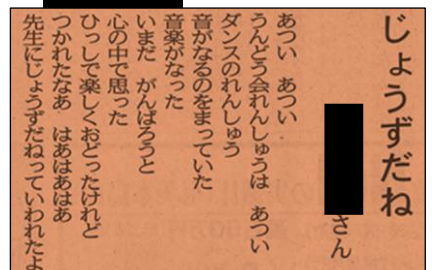 じょうずだね
さん
あつい　あつい
うんどう会れんしゅうは　あつい
ダンスのれんしゅう
音がなるのをまっていた
音楽がなった
いまだ　がんばろうと
心の中で思った
ひっしで楽しくおどったけれど
つかれたなあ　はあはあはあ
先生にじょうずだねっていわれたよ